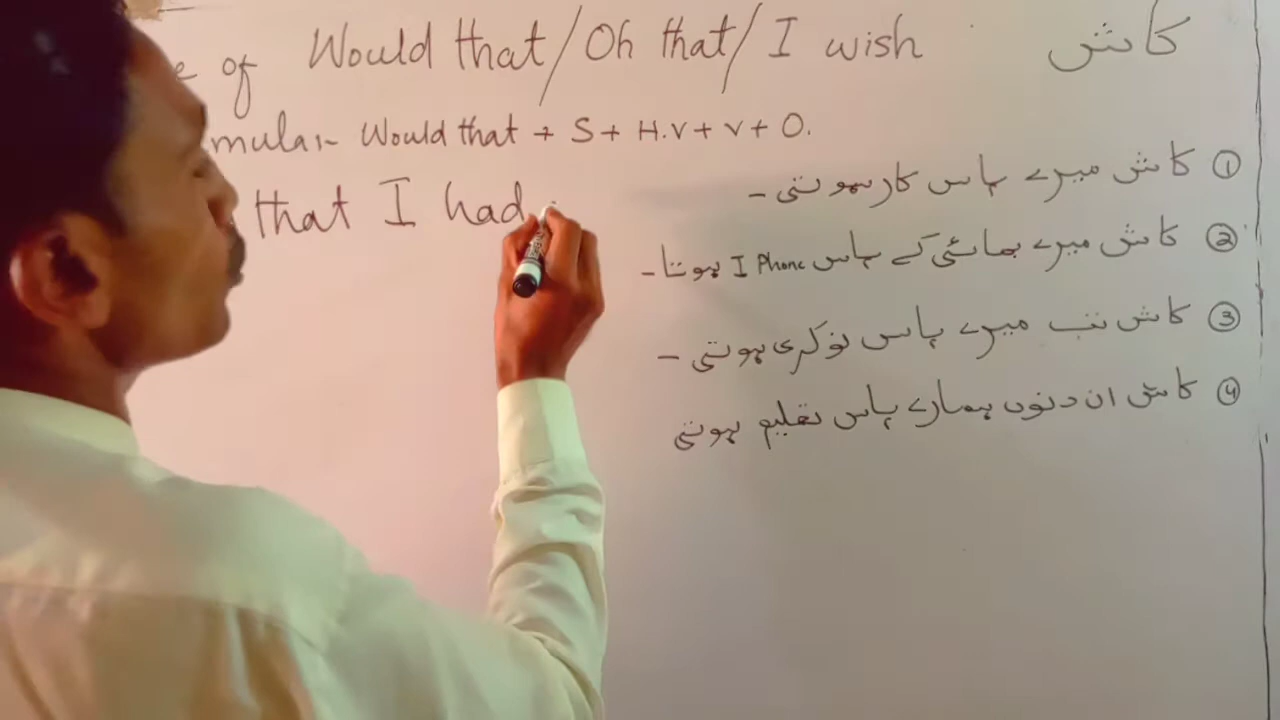 of Would that/Oh that/I wish کاش
Would that + S + H.V + V + O.
that I had
① کاش میرے پاس کار ہوتی -
② کاش میرے بھائی کے پاس I Phone ہوتا -
③ کاش تب میرے پاس نوکری ہوتی -
④ کاش ان دنوں ہمارے پاس تعلیم ہوتی